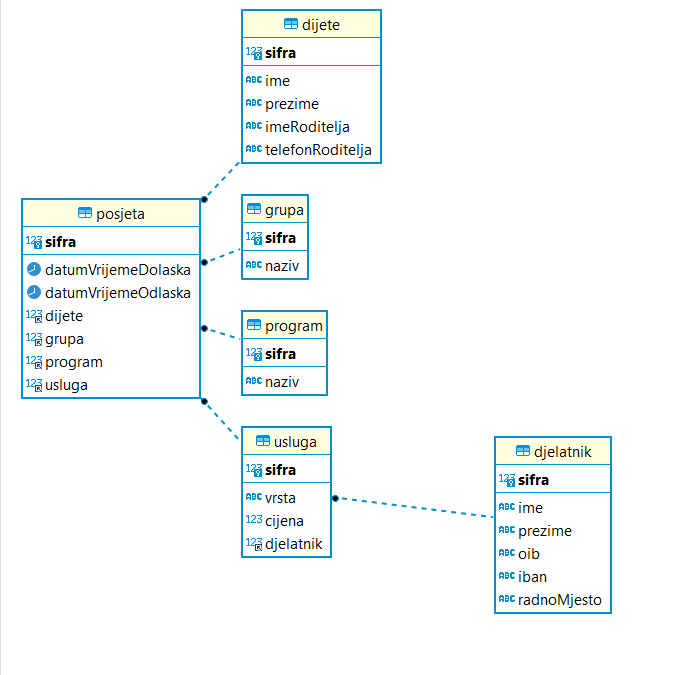 dijete
123 sifra
ABC ime
ABC prezime
ABC imeRoditelja
ABC telefonRoditelja
posjeta
123 sifra
datumVrijemeDolaska
datumVrijemeOdlaska
123 dijete
123 grupa
123 program
123 usluga
grupa
123 sifra
ABC naziv
program
123 sifra
ABC naziv
usluga
123 sifra
ABC vrsta
123 cijena
123 djelatnik
djelatnik
123 sifra
ABC ime
ABC prezime
ABC oib
ABC iban
ABC radnoMjesto